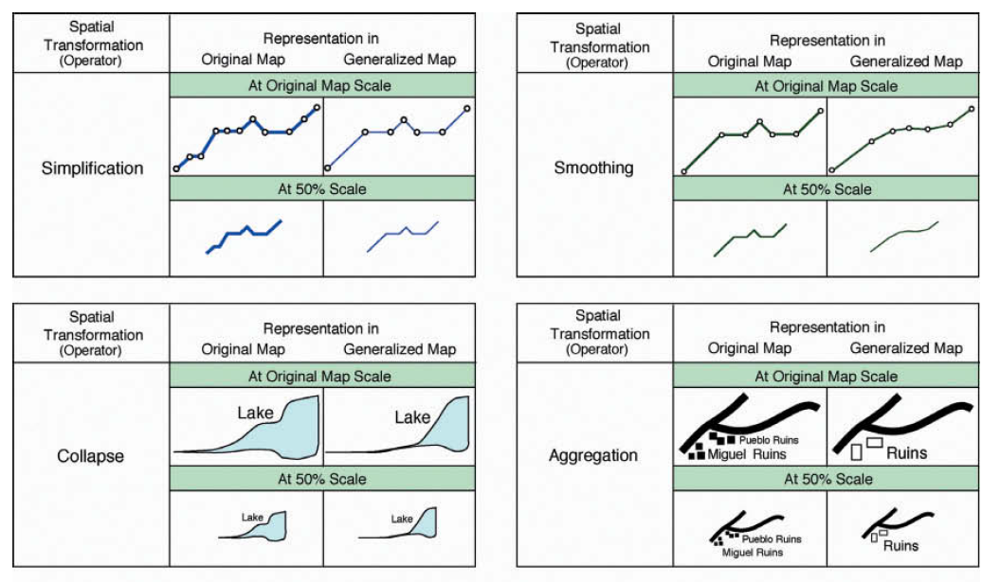 Spatial
Transformation
(Operator)
Representation in
Original Map
Generalized Map
At Original Map Scale
Simplification
At 50% Scale
Spatial
Transformation
(Operator)
Representation in
Original Map
Generalized Map
At Original Map Scale
Smoothing
At 50% Scale
Spatial
Transformation
(Operator)
Representation in
Original Map
Generalized Map
At Original Map Scale
Lake
Lake
Collapse
At 50% Scale
Lake
Lake
Spatial
Transformation
(Operator)
Representation in
Original Map
Generalized Map
At Original Map Scale
Pueblo Ruins
Miguel Ruins
Ruins
Aggregation
At 50% Scale
Pueblo Ruins
Miguel Ruins
Ruins